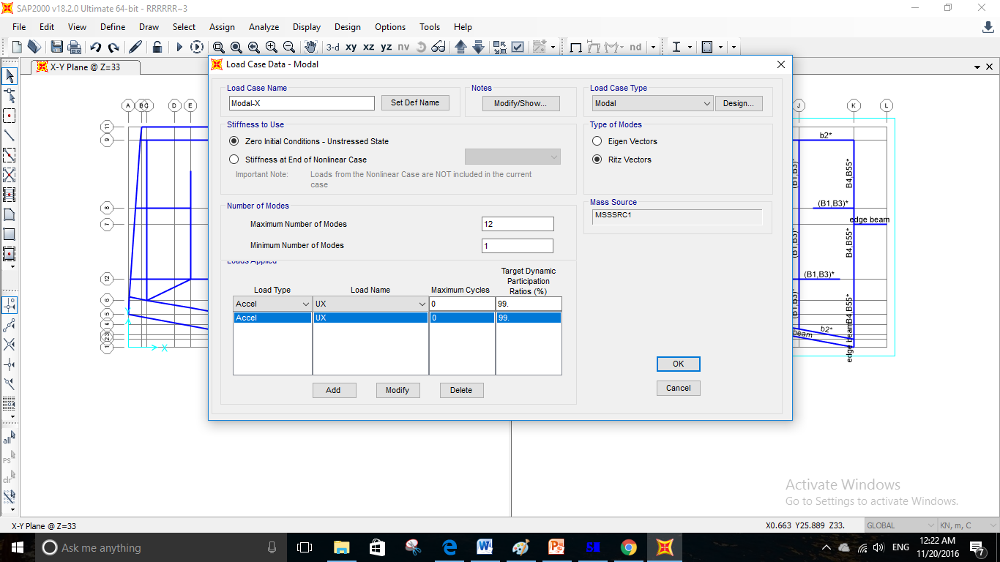 SAP2000 v18.2.0 Ultimate 64-bit - RRRRRR~3
File Edit View Define Draw Select Assign Analyze Display Design Options Tools Help
3-d xy xz yz nv nd
X-Y Plane @ Z=33
Load Case Data - Modal
Load Case Name
Modal-X
Set Def Name
Notes
Modify/Show...
Load Case Type
Modal
Design...
Stiffness to Use
Zero Initial Conditions - Unstressed State
Stiffness at End of Nonlinear Case
Important Note: Loads from the Nonlinear Case are NOT included in the current
case
Type of Modes
Eigen Vectors
Ritz Vectors
Number of Modes
Maximum Number of Modes 12
Minimum Number of Modes 1
Mass Source
MSSSRC1
Loads Applied
Load Type Load Name Maximum Cycles Target Dynamic
Participation
Ratios (%)
Accel UX 0 99.
Accel UX 0 99.
Add Modify Delete
OK
Cancel
A B C D E
11
9
8
7
12
6
5
4
3
2
1
Y
X
J K L
b2*
(B1,B3)*
B4,B55*
(B1,B3)*
edge beam
(B1,B3)*
B4,B55*
(B1,B3)*
(B1,B3)*
B4,B55*
b2*
beam
edge beam
all
PS
clr
Activate Windows
Go to Settings to activate Windows.
X-Y Plane @ Z=33
X0.663 Y25.889 Z33.
GLOBAL
KN, m, C
Ask me anything
ENG
12:22 AM
11/20/2016
7